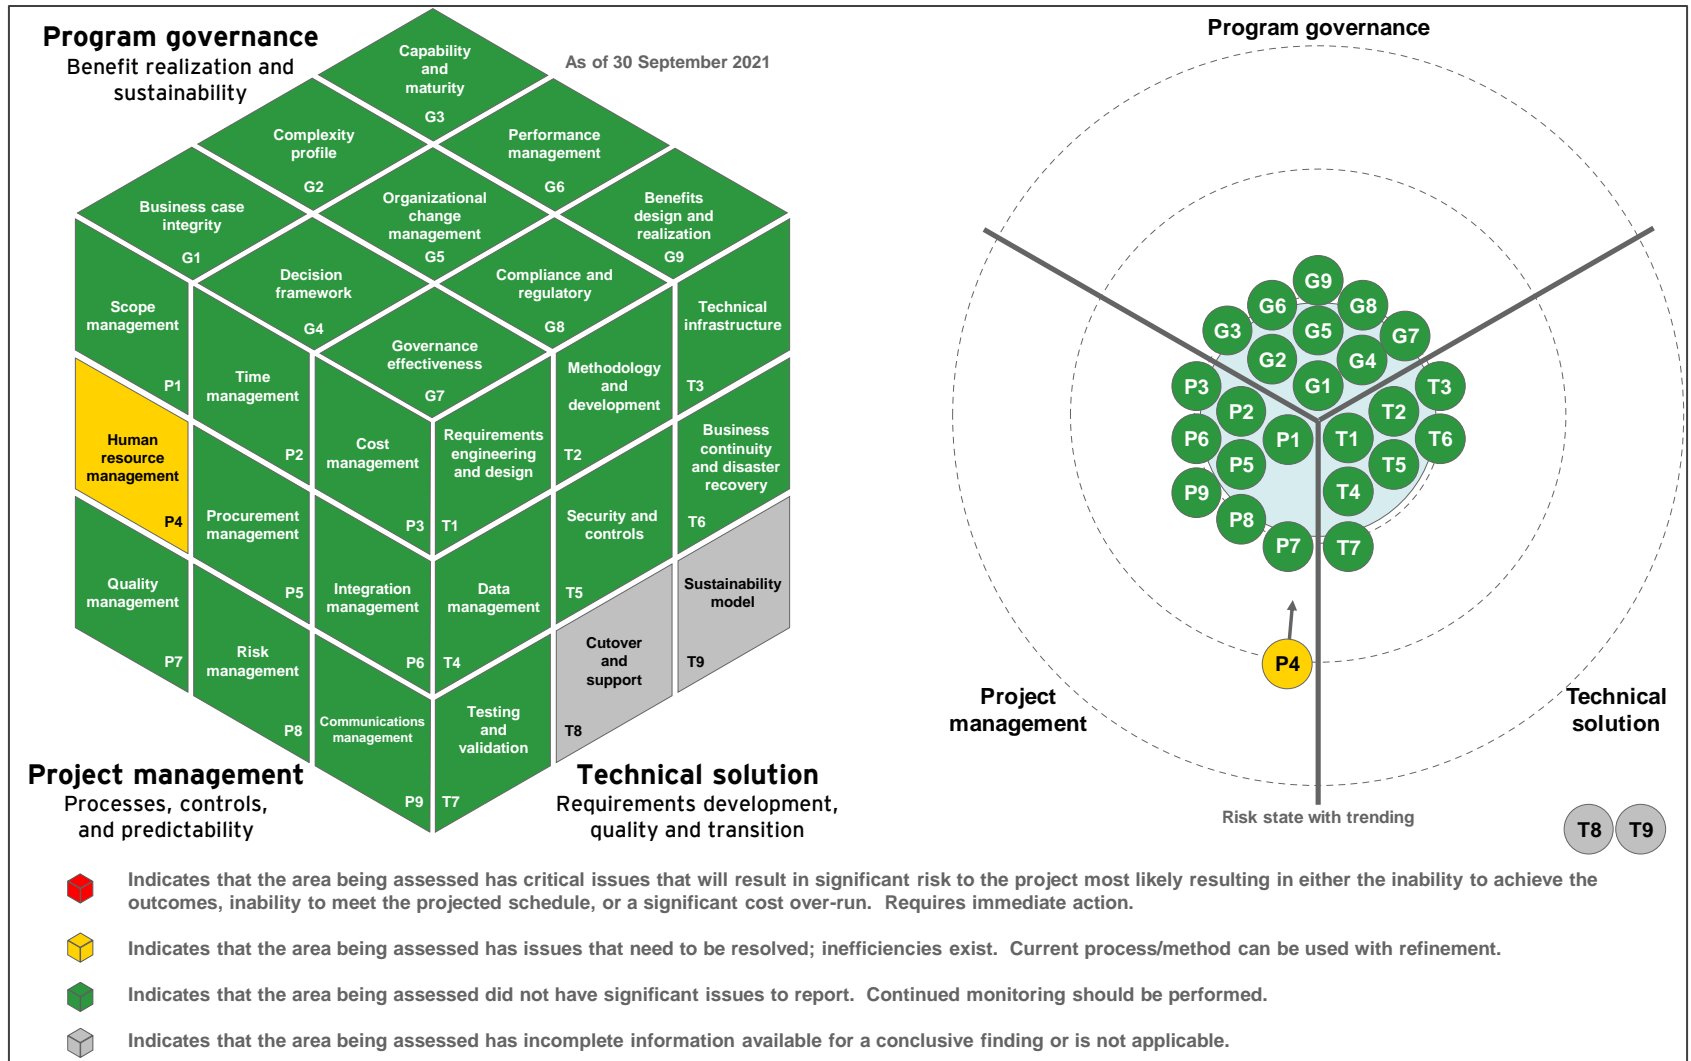 Program governance
Benefit realization and
sustainability
As of 30 September 2021
Capability
and
maturity
G3
Complexity
profile
G2
Performance
management
G6
Business case
integrity
G1
Organizational
change
management
G5
Benefits
design and
realization
G9
Decision
framework
G4
Compliance and
regulatory
G8
Governance
effectiveness
G7
Scope
management
P1
Time
management
P2
Cost
management
P3
Human
resource
management
P4
Procurement
management
P5
Integration
management
P6
Quality
management
P7
Risk
management
P8
Communications
management
P9
Requirements
engineering
and design
T1
Methodology
and
development
T2
Technical
infrastructure
T3
Data
management
T4
Security and
controls
T5
Business
continuity
and disaster
recovery
T6
Testing
and
validation
T7
Cutover
and
support
T8
Sustainability
model
T9
Project management
Processes, controls,
and predictability
Technical solution
Requirements development,
quality and transition
Program governance
G9
G6
G8
G3
G5
G7
G2
G4
G1
P3
P2
P1
P6
P5
P9
P8
P7
P4
T3
T2
T1
T6
T5
T4
T7
Project
management
Technical
solution
Risk state with trending
T8
T9
Indicates that the area being assessed has critical issues that will result in significant risk to the project most likely resulting in either the inability to achieve the
outcomes, inability to meet the projected schedule, or a significant cost over-run. Requires immediate action.
Indicates that the area being assessed has issues that need to be resolved; inefficiencies exist. Current process/method can be used with refinement.
Indicates that the area being assessed did not have significant issues to report. Continued monitoring should be performed.
Indicates that the area being assessed has incomplete information available for a conclusive finding or is not applicable.